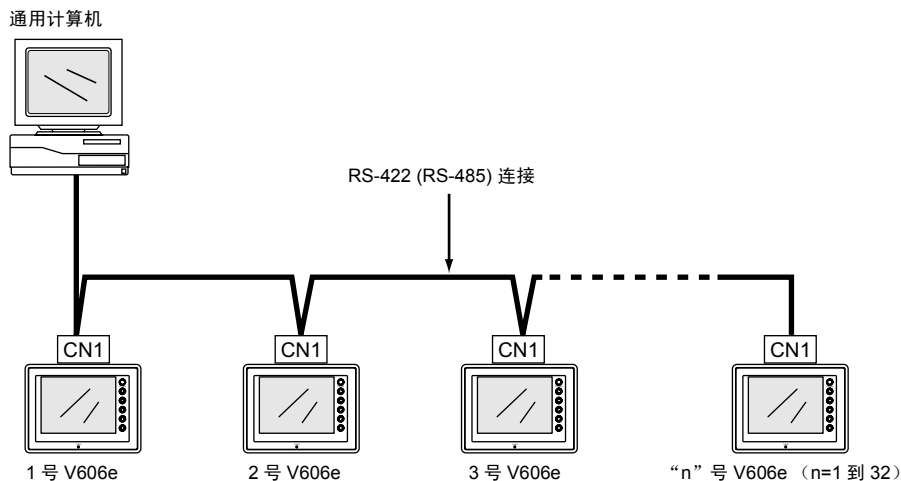 通用计算机
RS-422 (RS-485) 连接
CN1
CN1
CN1
CN1
1 号 V606e
2 号 V606e
3 号 V606e
“n”号 V606e （n=1 到 32）